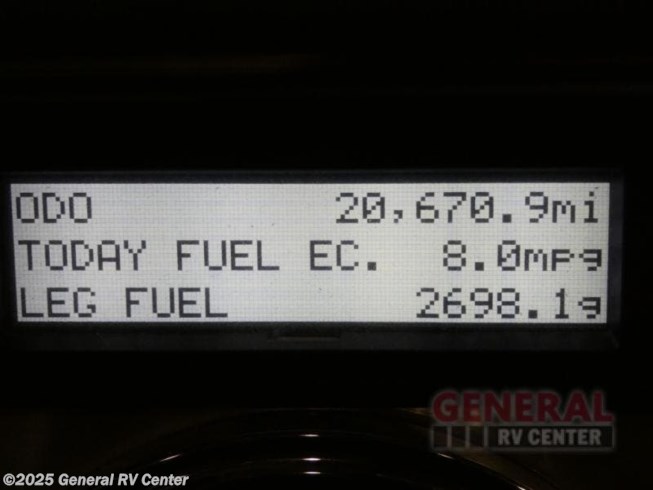 ODO 20,670.9mi
TODAY FUEL EC. 8.0mpg
LEG FUEL 2698.1g
GENERAL
RV CENTER
©2025 General RV Center